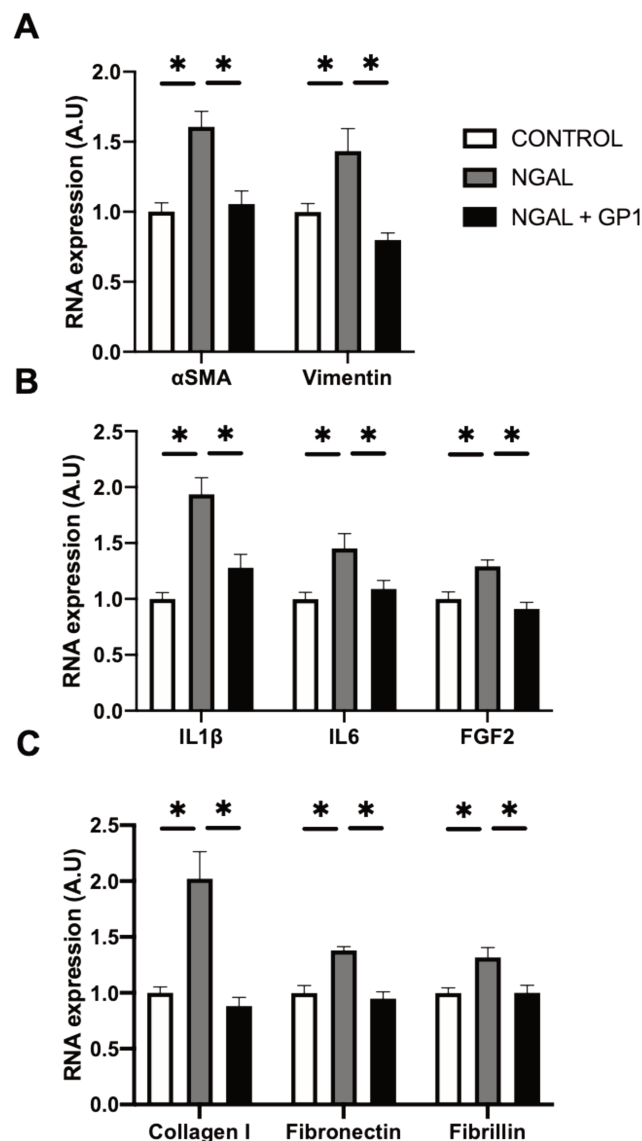 A
* * * *
RNA expression (A.U)
2.0
1.5
1.0
0.5
0.0
αSMA Vimentin
CONTROL
NGAL
NGAL + GP1
B
* * * * * *
RNA expression (A.U)
2.5
2.0
1.5
1.0
0.5
0.0
IL1β IL6 FGF2
C
* * * * * *
RNA expression (A.U)
2.5
2.0
1.5
1.0
0.5
0.0
Collagen I Fibronectin Fibrillin